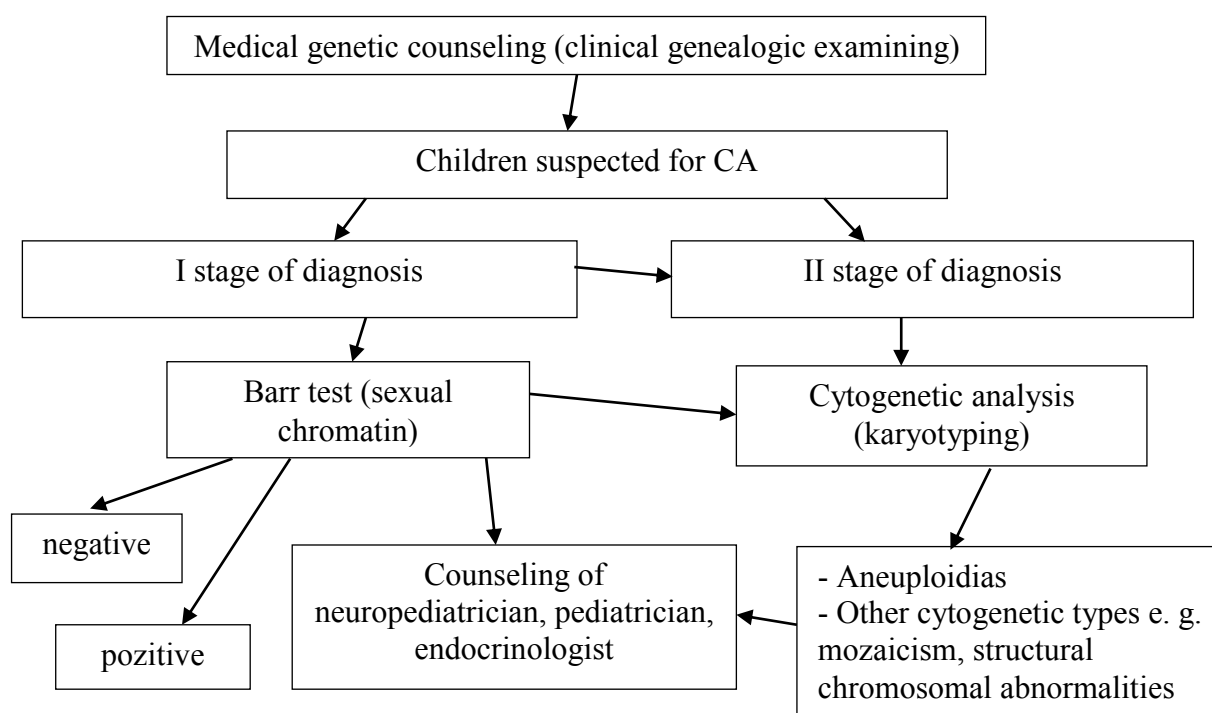 Medical genetic counseling (clinical genealogic examining)
Children suspected for CA
I stage of diagnosis
II stage of diagnosis
Barr test (sexual
chromatin)
Cytogenetic analysis
(karyotyping)
negative
pozitive
Counseling of
neuropediatrician, pediatrician,
endocrinologist
- Aneuploidias
- Other cytogenetic types e. g.
mozaicism, structural
chromosomal abnormalities